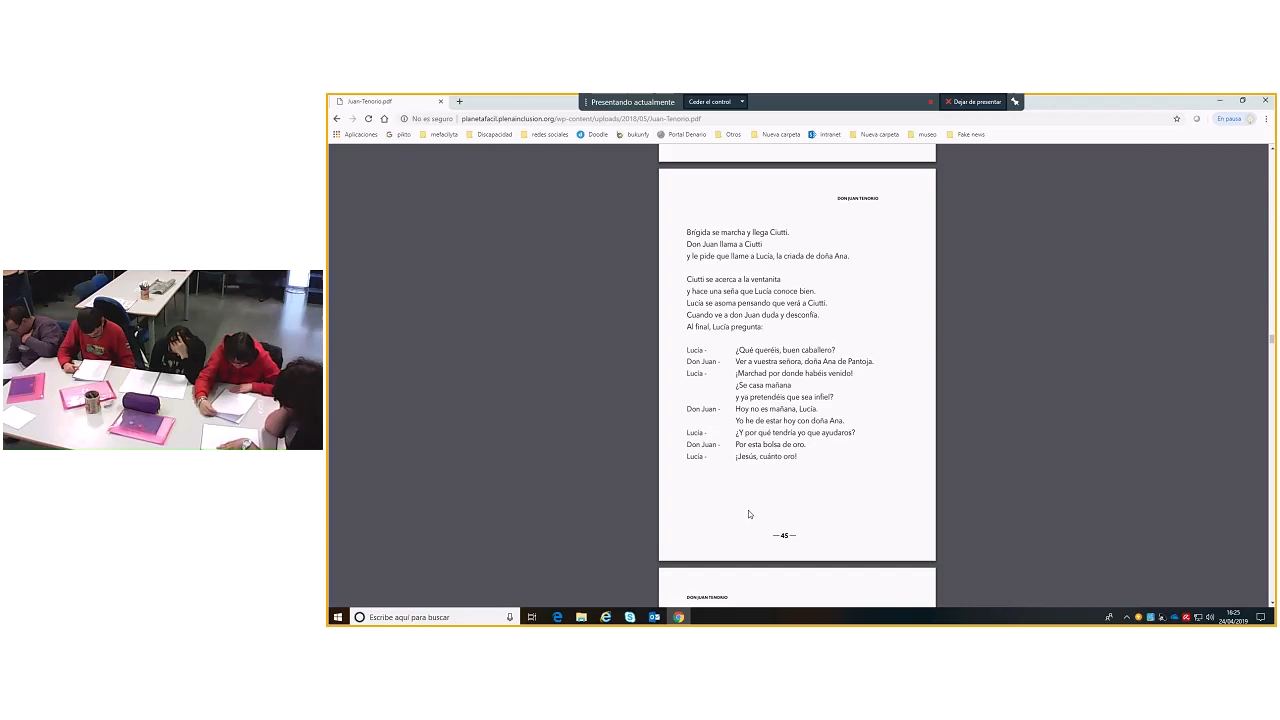 Juan-Tenorio.pdf
Presentando actualmente
Ceder el control
Dejar de presentar
No es seguro
planetafacil.plenainclusion.org/wp-content/uploads/2018/05/Juan-Tenorio.pdf
En pausa
Aplicaciones
pikto
mefacilyta
Discapacidad
redes sociales
Doodle
bukunfy
Portal Denario
Otros
Nueva carpeta
intranet
Nueva carpeta
museo
Fake news
DON JUAN TENORIO
Brígida se marcha y llega Ciutti.
Don Juan llama a Ciutti
y le pide que llame a Lucía, la criada de doña Ana.
Ciutti se acerca a la ventanita
y hace una seña que Lucía conoce bien.
Lucía se asoma pensando que verá a Ciutti.
Cuando ve a don Juan duda y desconfía.
Al final, Lucía pregunta:
Lucía - ¿Qué queréis, buen caballero?
Don Juan - Ver a vuestra señora, doña Ana de Pantoja.
Lucía - ¡Marchad por donde habéis venido!
¿Se casa mañana
y ya pretendéis que sea infiel?
Don Juan - Hoy no es mañana, Lucía.
Yo he de estar hoy con doña Ana.
Lucía - ¿Y por qué tendría yo que ayudaros?
Don Juan - Por esta bolsa de oro.
Lucía - ¡Jesús, cuánto oro!
— 45 —
DON JUAN TENORIO
Escribe aquí para buscar
16:25
24/04/2019